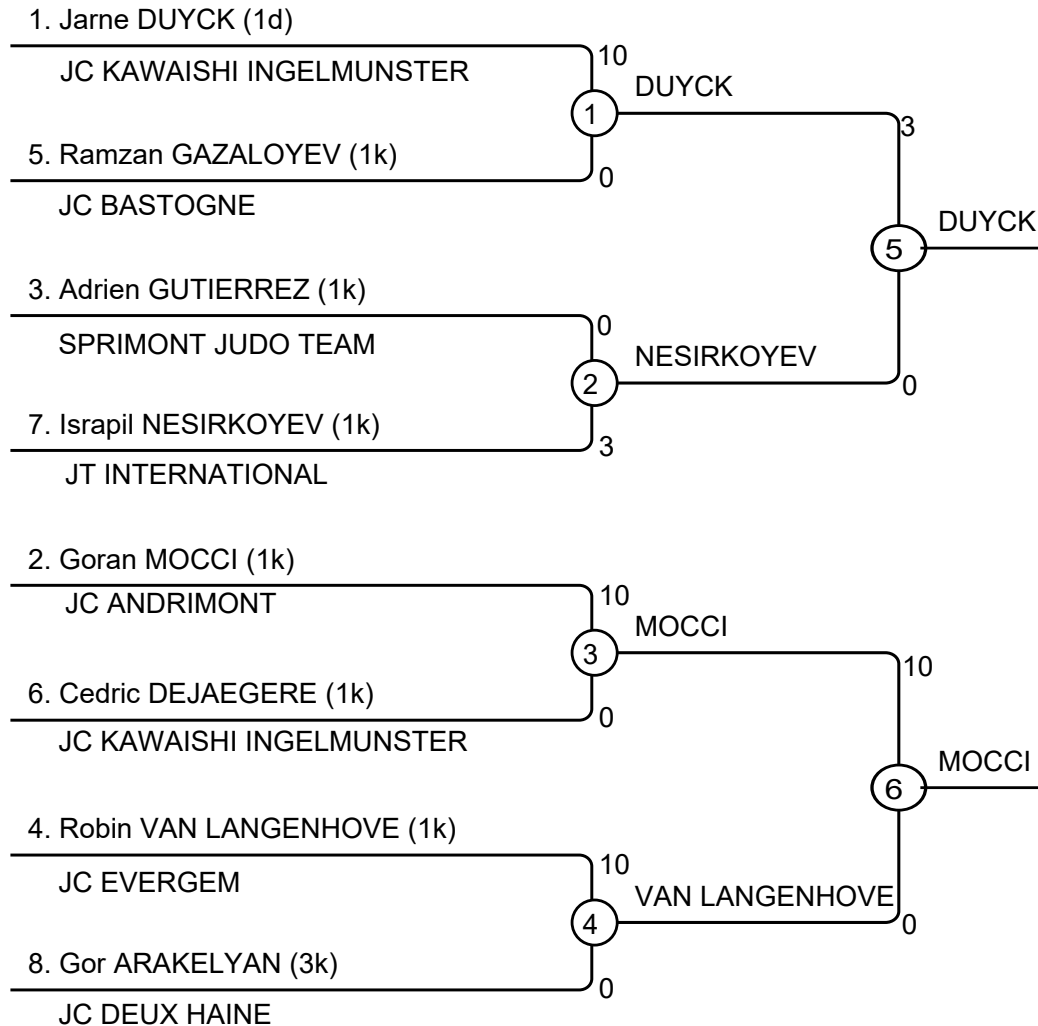 1. Jarne DUYCK (1d)
10
JC KAWAISHI INGELMUNSTER
DUYCK
1
3
5. Ramzan GAZALOYEV (1k)
0
JC BASTOGNE
DUYCK
5
3. Adrien GUTIERREZ (1k)
0
SPRIMONT JUDO TEAM
NESIRKOYEV
2
0
7. Israpil NESIRKOYEV (1k)
3
JT INTERNATIONAL
2. Goran MOCCI (1k)
10
JC ANDRIMONT
MOCCI
3
10
6. Cedric DEJAEGERE (1k)
0
JC KAWAISHI INGELMUNSTER
MOCCI
6
4. Robin VAN LANGENHOVE (1k)
10
JC EVERGEM
VAN LANGENHOVE
4
0
8. Gor ARAKELYAN (3k)
0
JC DEUX HAINE